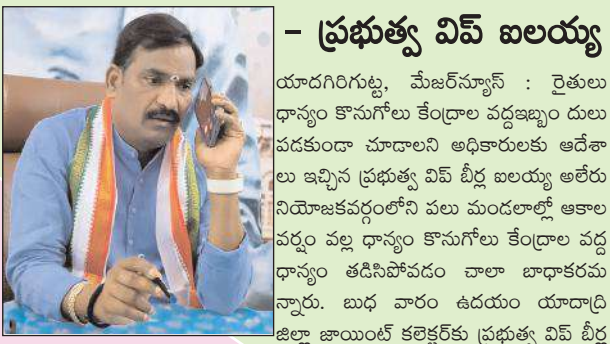 – ప్రభుత్వ విప్ ఐలయ్య
యాదగిరిగుట్ట, మేజర్‌న్యూస్ : రైతులు
ధాన్యం కొనుగోలు కేంద్రాల వద్దఇబ్బం దులు
పడకుండా చూడాలని అధికారులకు ఆదేశా
లు ఇచ్చిన ప్రభుత్వ విప్ బీర్ల ఐలయ్య అలేరు
నియోజకవర్గంలోని పలు మండలాల్లో ఆకాల
వర్షం వల్ల ధాన్యం కొనుగోలు కేంద్రాల వద్ద
ధాన్యం తడిసిపోవడం చాలా బాధాకరమ
న్నారు. బుధ వారం ఉదయం యాదాద్రి
జిల్లా జాయింట్ కలెక్టర్‌కు ప్రభుత్వ విప్ బీర్ల